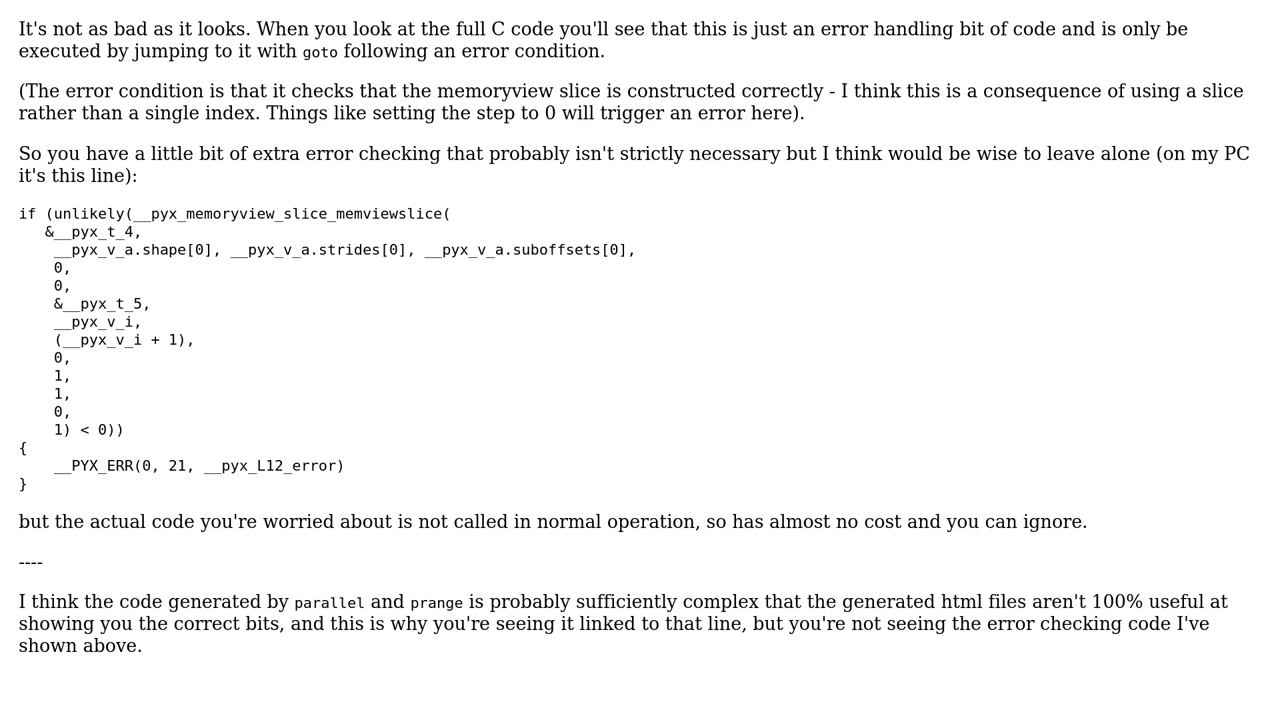 It's not as bad as it looks. When you look at the full C code you'll see that this is just an error handling bit of code and is only be
executed by jumping to it with goto following an error condition.
(The error condition is that it checks that the memoryview slice is constructed correctly - I think this is a consequence of using a slice
rather than a single index. Things like setting the step to 0 will trigger an error here).
So you have a little bit of extra error checking that probably isn't strictly necessary but I think would be wise to leave alone (on my PC
it's this line):
if (unlikely(__pyx_memoryview_slice_memviewslice(
   &__pyx_t_4,
    __pyx_v_a.shape[0], __pyx_v_a.strides[0], __pyx_v_a.suboffsets[0],
    0,
    0,
    &__pyx_t_5,
    __pyx_v_i,
    (__pyx_v_i + 1),
    0,
    1,
    1,
    0,
    1) < 0))
{
    __PYX_ERR(0, 21, __pyx_L12_error)
}
but the actual code you're worried about is not called in normal operation, so has almost no cost and you can ignore.
----
I think the code generated by parallel and prange is probably sufficiently complex that the generated html files aren't 100% useful at
showing you the correct bits, and this is why you're seeing it linked to that line, but you're not seeing the error checking code I've
shown above.